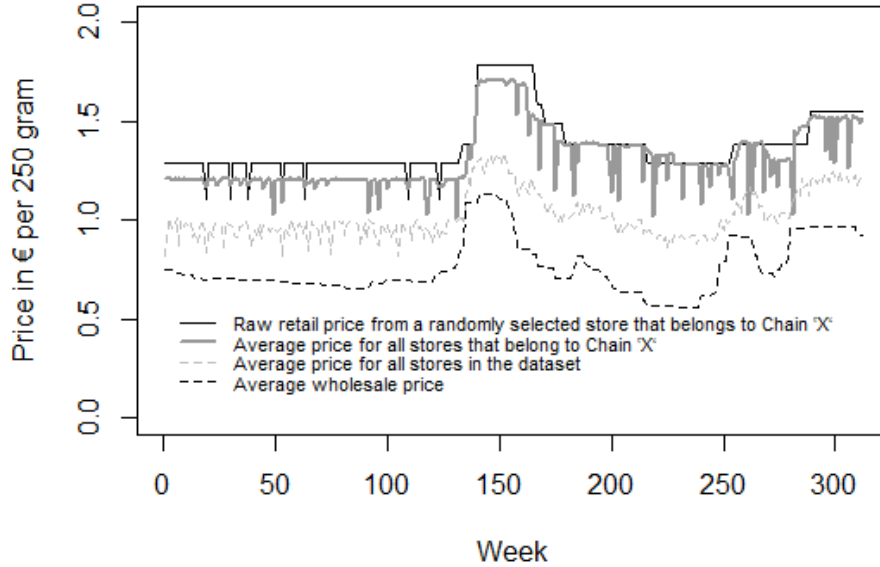 2.0
1.5
1.0
0.5
0.0
Price in € per 250 gram
Raw retail price from a randomly selected store that belongs to Chain 'X'
Average price for all stores that belong to Chain 'X'
Average price for all stores in the dataset
Average wholesale price
0 50 100 150 200 250 300
Week